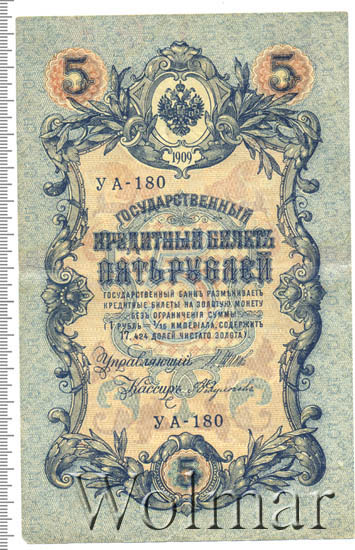 5 5
1909
УА-180
ГОСУДАРСТВЕННЫЙ
КРЕДИТНЫЙ БИЛЕТЪ
ПЯТЬ РУБЛЕЙ
ГОСУДАРСТВЕННЫЙ БАНКЪ РАЗМѢНИВАЕТЪ
КРЕДИТНЫЕ БИЛЕТЫ НА ЗОЛОТУЮ МОНЕТУ
БЕЗЪ ОГРАНИЧЕНІЯ СУММЫ
(1 РУБЛЬ = 1/15 ИМПЕРІАЛА, СОДЕРЖИТЪ
17,424 ДОЛЕЙ ЧИСТАГО ЗОЛОТА).
Управляющій
Кассиръ
УА-180
5
Wolmar